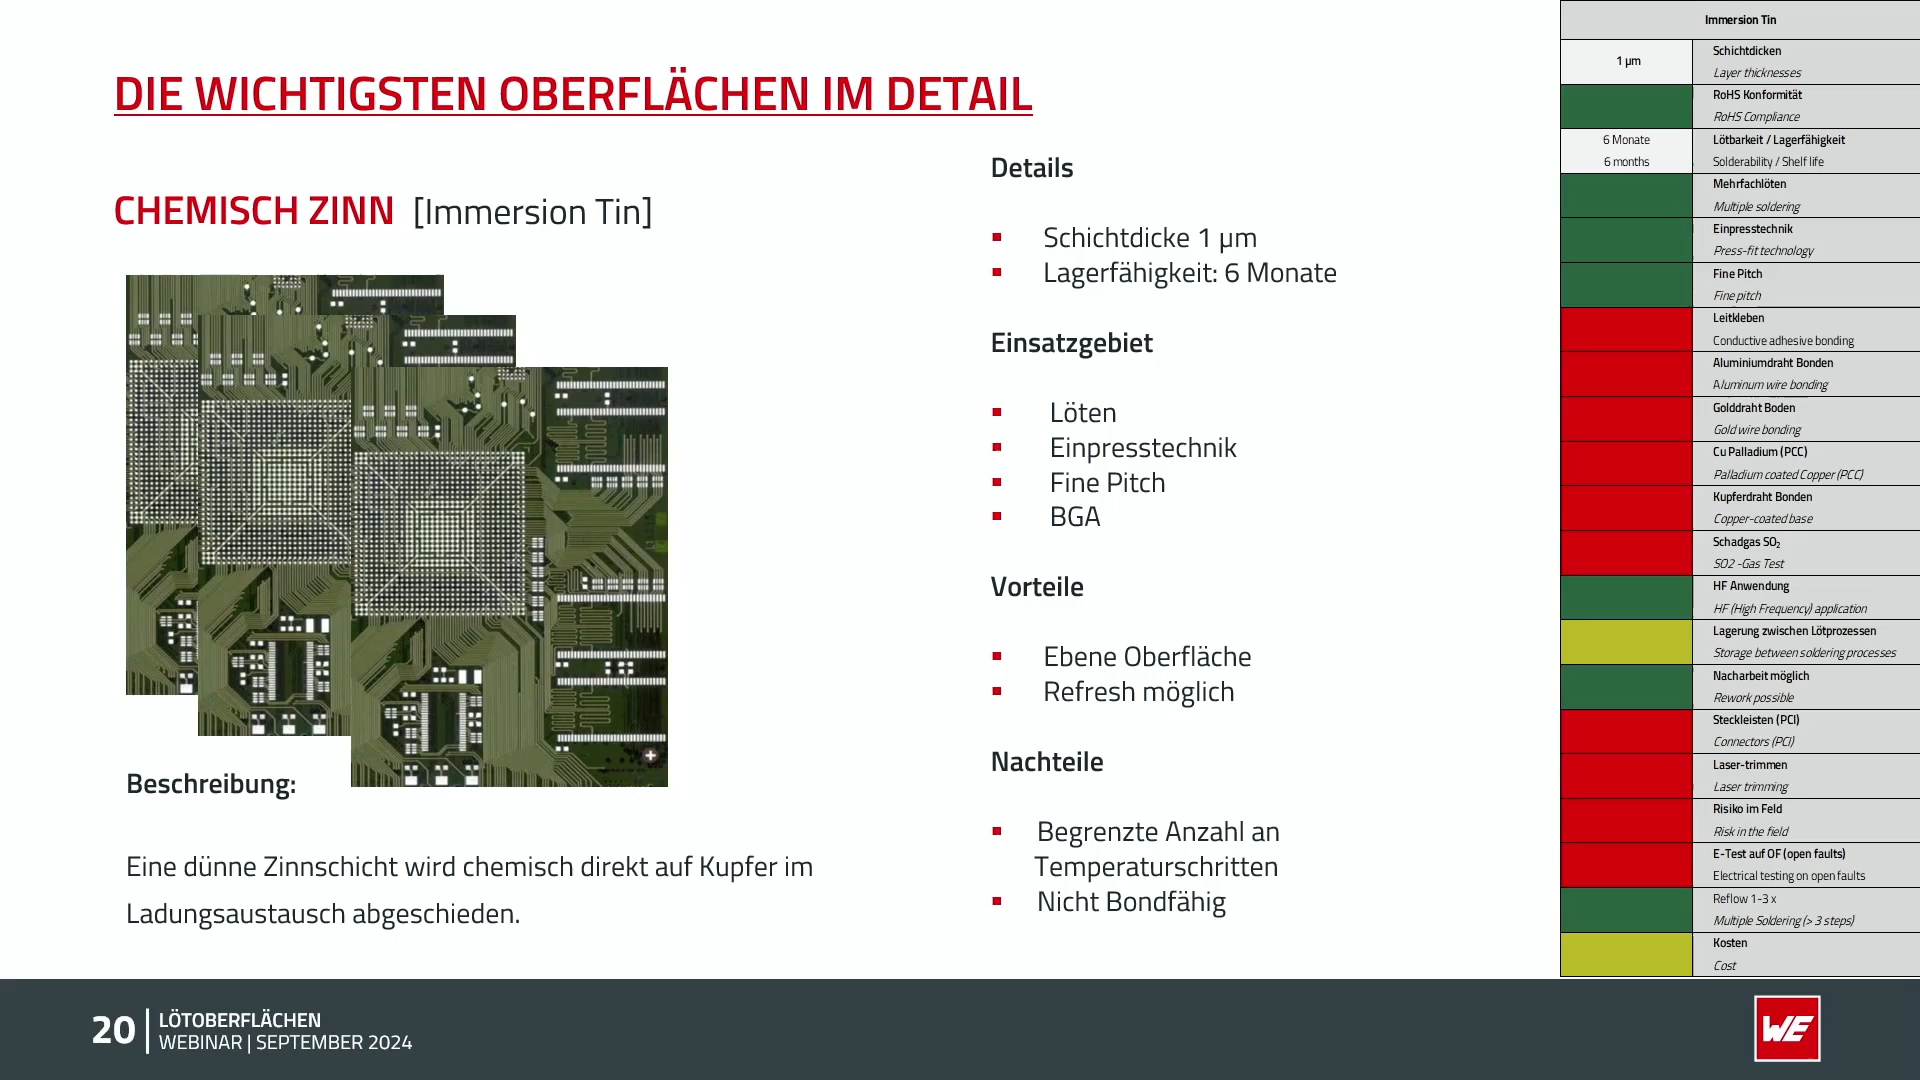 DIE WICHTIGSTEN OBERFLÄCHEN IM DETAIL
CHEMISCH ZINN [Immersion Tin]
Beschreibung:
Eine dünne Zinnschicht wird chemisch direkt auf Kupfer im
Ladungsaustausch abgeschieden.
Details
Schichtdicke 1 µm
Lagerfähigkeit: 6 Monate
Einsatzgebiet
Löten
Einpresstechnik
Fine Pitch
BGA
Vorteile
Ebene Oberfläche
Refresh möglich
Nachteile
Begrenzte Anzahl an
Temperaturschritten
Nicht Bondfähig
Immersion Tin
1 µm
Schichtdicken
Layer thicknesses
RoHS Konformität
RoHS Compliance
6 Monate
6 months
Lötbarkeit / Lagerfähigkeit
Solderability / Shelf life
Mehrfachlöten
Multiple soldering
Einpresstechnik
Press-fit technology
Fine Pitch
Fine pitch
Leitkleben
Conductive adhesive bonding
Aluminiumdraht Bonden
Aluminum wire bonding
Golddraht Boden
Gold wire bonding
Cu Palladium (PCC)
Palladium coated Copper (PCC)
Kupferdraht Bonden
Copper-coated base
Schadgas SO₂
SO2 -Gas Test
HF Anwendung
HF (High Frequency) application
Lagerung zwischen Lötprozessen
Storage between soldering processes
Nacharbeit möglich
Rework possible
Steckleisten (PCI)
Connectors (PCI)
Laser-trimmen
Laser trimming
Risiko im Feld
Risk in the field
E-Test auf OF (open faults)
Electrical testing on open faults
Reflow 1-3 x
Multiple Soldering (> 3 steps)
Kosten
Cost
20
LÖTOBERFLÄCHEN
WEBINAR | SEPTEMBER 2024
WE